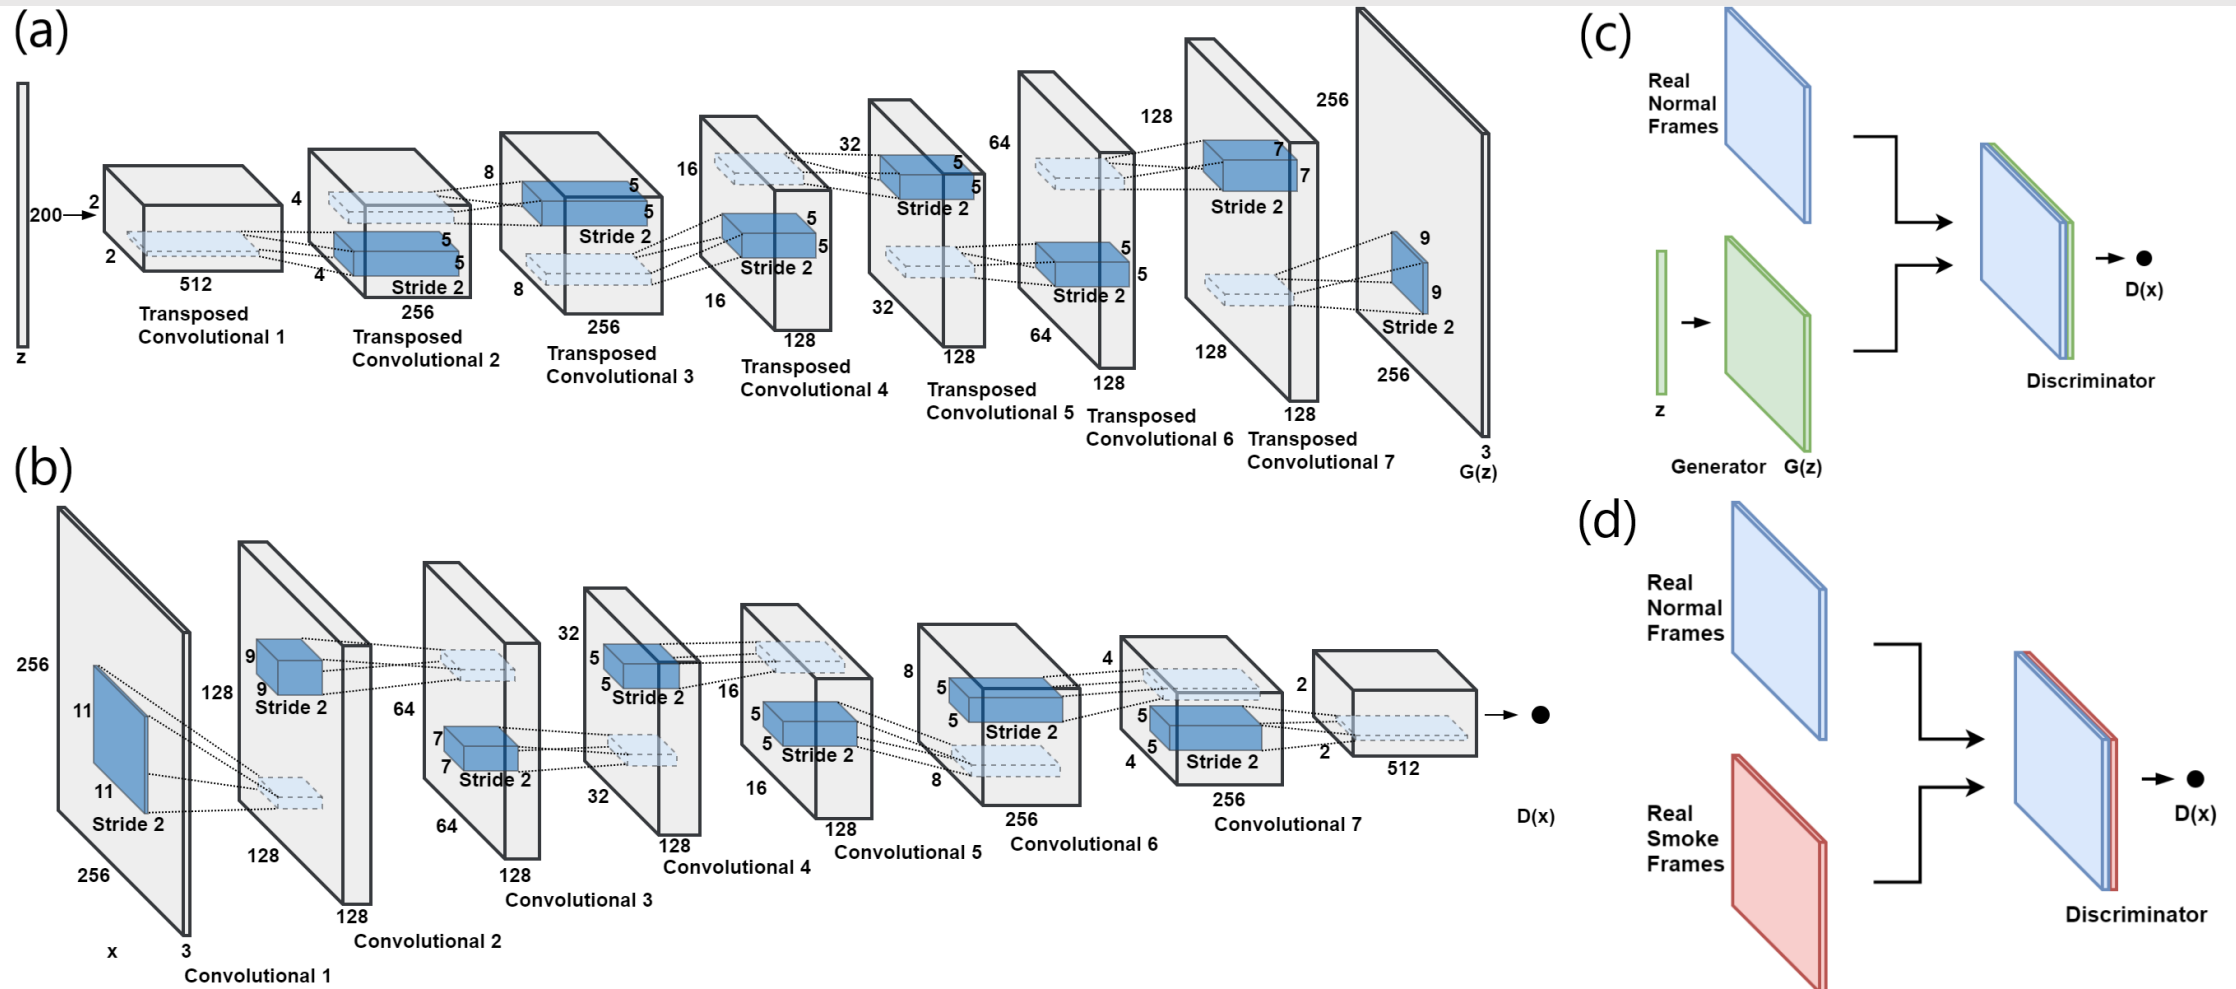 (a)
z
200
2
2
512
Transposed
Convolutional 1
4
4
5
5
Stride 2
256
Transposed
Convolutional 2
8
8
5
5
Stride 2
256
Transposed
Convolutional 3
16
16
5
5
Stride 2
128
Transposed
Convolutional 4
32
32
5
5
Stride 2
128
Transposed
Convolutional 5
64
64
5
5
Stride 2
128
Transposed
Convolutional 6
128
128
7
7
Stride 2
128
Transposed
Convolutional 7
256
256
9
9
Stride 2
3
G(z)
(b)
256
256
11
11
Stride 2
x
3
Convolutional 1
128
128
9
9
Stride 2
128
Convolutional 2
64
64
7
7
Stride 2
128
Convolutional 3
32
32
5
5
Stride 2
128
Convolutional 4
16
16
5
5
Stride 2
128
Convolutional 5
8
8
5
5
Stride 2
256
Convolutional 6
4
4
5
5
Stride 2
256
Convolutional 7
2
2
512
D(x)
(c)
Real
Normal
Frames
z
Generator
G(z)
D(x)
Discriminator
(d)
Real
Normal
Frames
Real
Smoke
Frames
D(x)
Discriminator